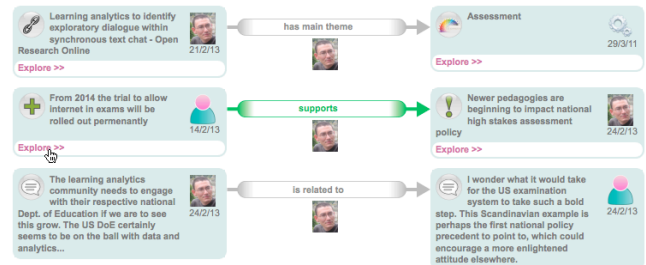 Learning analytics to identify
exploratory dialogue within
synchronous text chat - Open
Research Online
21/2/13
Explore >>
has main theme
Assessment
29/3/11
Explore >>
From 2014 the trial to allow
internet in exams will be
rolled out permenantly
14/2/13
Explore >>
supports
Newer pedagogies are
beginning to impact national
high stakes assessment
policy
24/2/13
Explore >>
The learning analytics
community needs to engage
with their respective national
Dept. of Education if we are to see
this grow. The US DoE certainly
seems to be on the ball with data and
analytics...
24/2/13
is related to
I wonder what it would take
for the US examination
system to take such a bold
step. This Scandinavian example is
perhaps the first national policy
precedent to point to, which could
encourage a more enlightened
attitude elsewhere.
24/2/13